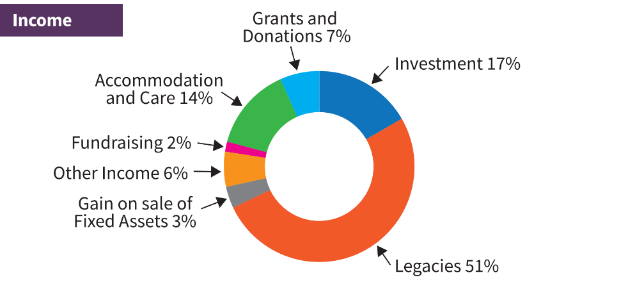 Income
Grants and
Donations 7%
Investment 17%
Accommodation
and Care 14%
Fundraising 2%
Other Income 6%
Gain on sale of
Fixed Assets 3%
Legacies 51%